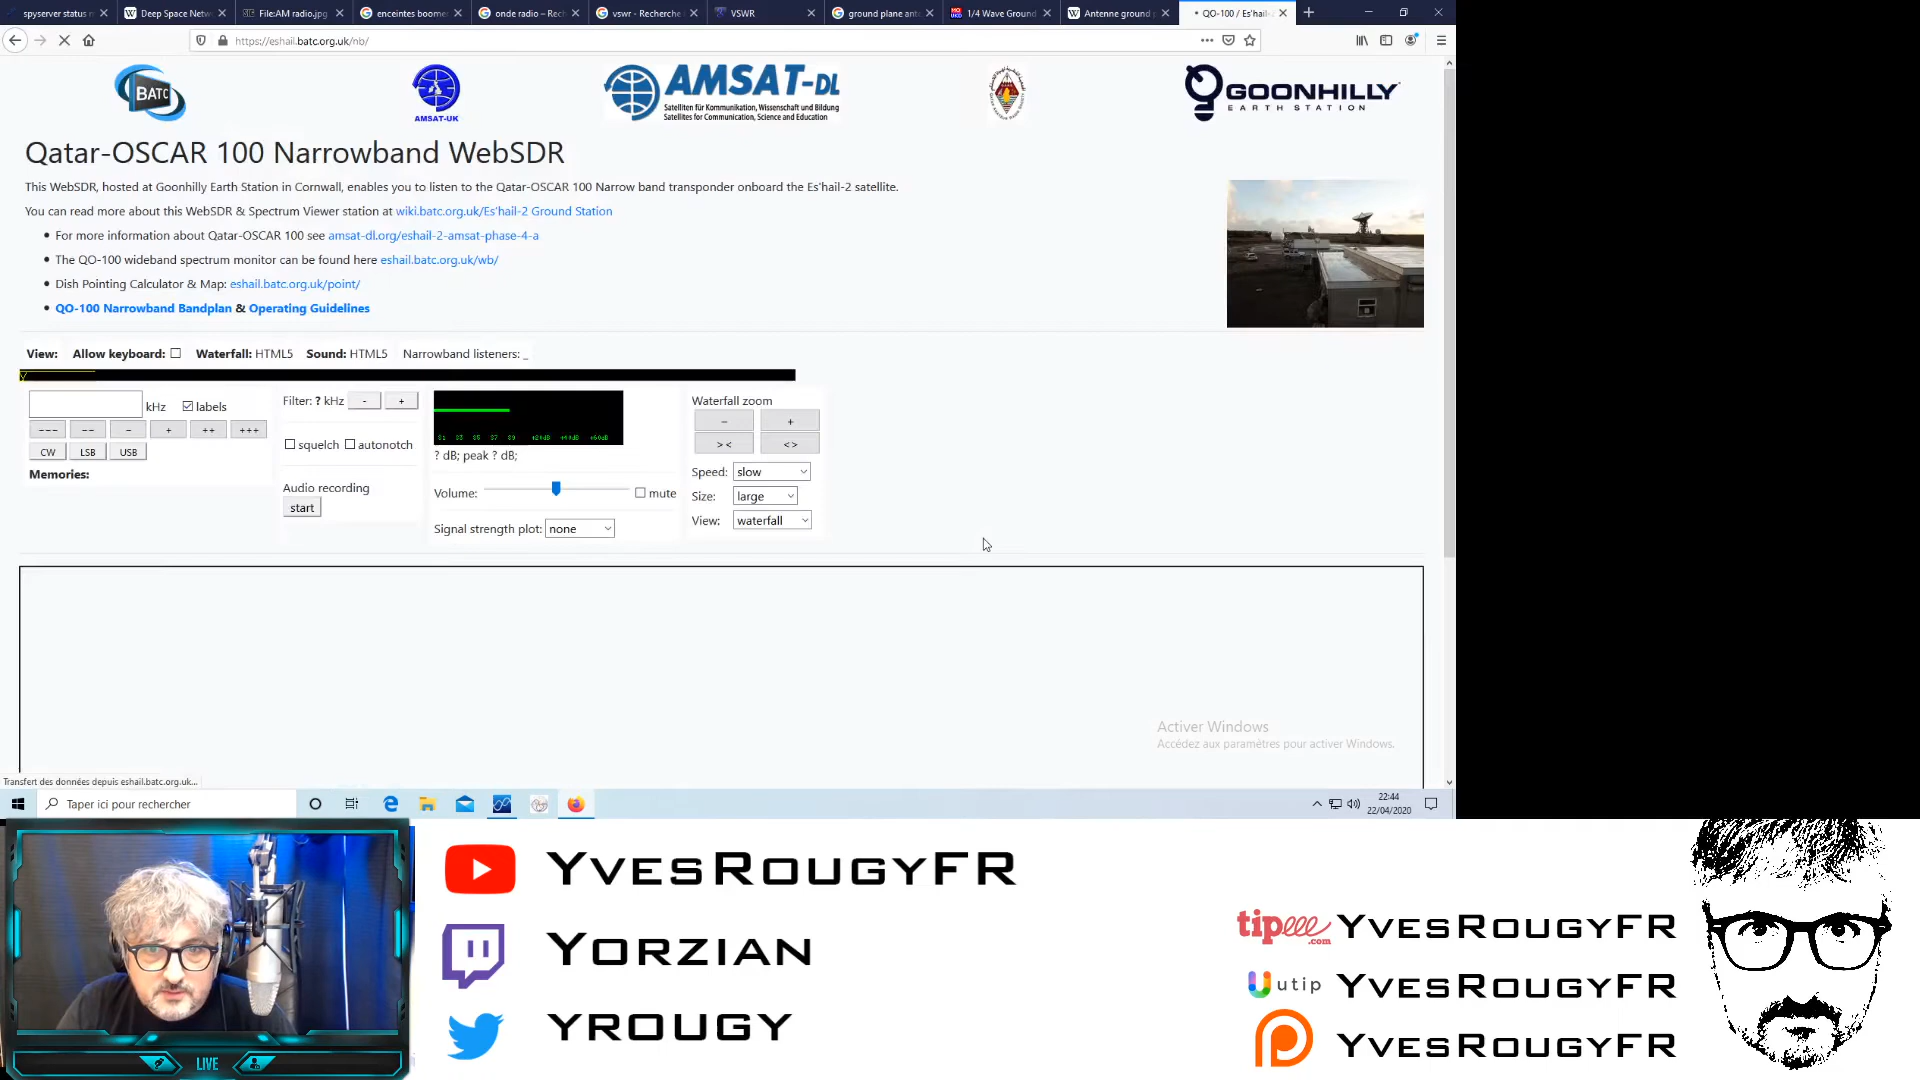 spyserver status m
Deep Space Netw
File:AM radio.jpg
enceintes boome
onde radio – Rech
vswr - Recherche
VSWR
ground plane ant
1/4 Wave Ground
Antenne ground p
QO-100 / Es'hail-2
https://eshail.batc.org.uk/nb/
BATC
AMSAT-UK
AMSAT-DL
Satelliten für Kommunikation, Wissenschaft und Bildung
Satellites for Communication, Science and Education
GOONHILLY
EARTH STATION
Qatar-OSCAR 100 Narrowband WebSDR
This WebSDR, hosted at Goonhilly Earth Station in Cornwall, enables you to listen to the Qatar-OSCAR 100 Narrow band transponder onboard the Es'hail-2 satellite.
You can read more about this WebSDR & Spectrum Viewer station at wiki.batc.org.uk/Es'hail-2 Ground Station
For more information about Qatar-OSCAR 100 see amsat-dl.org/eshail-2-amsat-phase-4-a
The QO-100 wideband spectrum monitor can be found here eshail.batc.org.uk/wb/
Dish Pointing Calculator & Map: eshail.batc.org.uk/point/
QO-100 Narrowband Bandplan & Operating Guidelines
View: Allow keyboard: Waterfall: HTML5 Sound: HTML5 Narrowband listeners: _
kHz labels
--- -- - + ++ +++
CW LSB USB
Memories:
Filter: ? kHz - +
squelch autonotch
Audio recording
start
S1 S3 S5 S7 S9 +20dB +40dB +60dB
? dB; peak ? dB;
Volume: mute
Signal strength plot: none
Waterfall zoom
- +
> < < >
Speed: slow
Size: large
View: waterfall
Activer Windows
Accédez aux paramètres pour activer Windows.
Transfert des données depuis eshail.batc.org.uk...
Taper ici pour rechercher
22:44
22/04/2020
LIVE
YvesRougyFR
Yorzian
YROUGY
tipeee.com YvesRougyFR
utip YvesRougyFR
YvesRougyFR